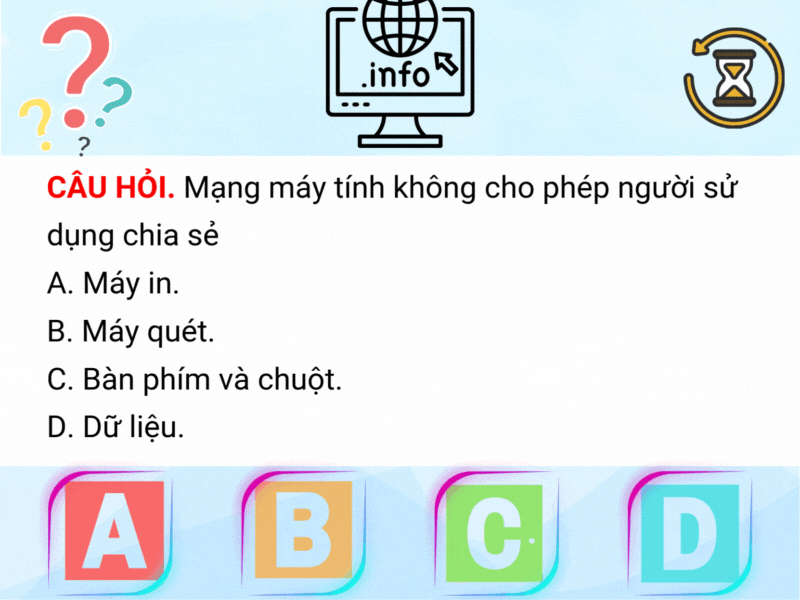 ?
?
?
?
.info
CÂU HỎI. Mạng máy tính không cho phép người sử
dụng chia sẻ
A. Máy in.
B. Máy quét.
C. Bàn phím và chuột.
D. Dữ liệu.
A B C D